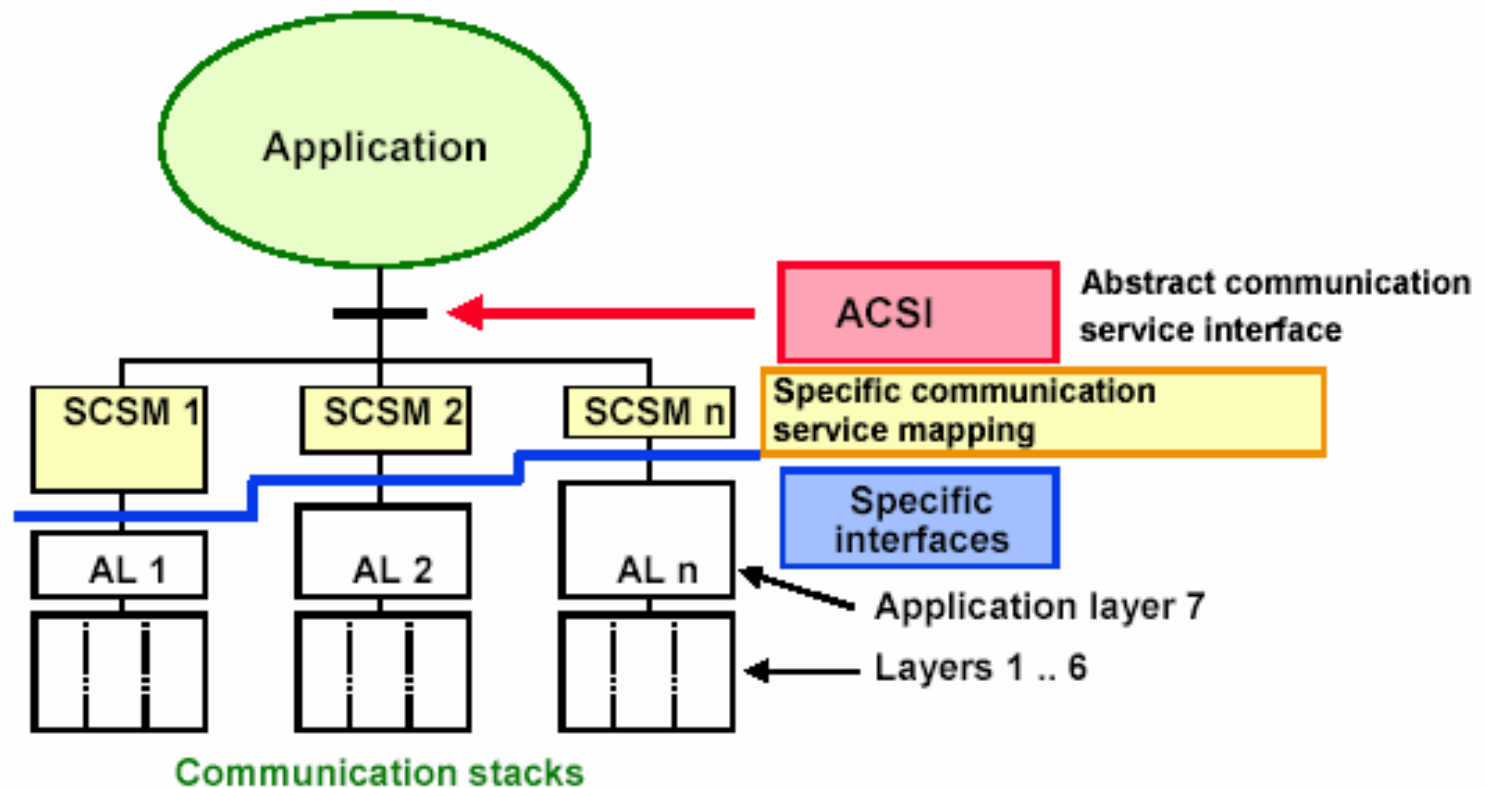 Application
ACSI
Abstract communication
service interface
SCSM 1
SCSM 2
SCSM n
Specific communication
service mapping
Specific
interfaces
AL 1
AL 2
AL n
Application layer 7
Layers 1 .. 6
Communication stacks